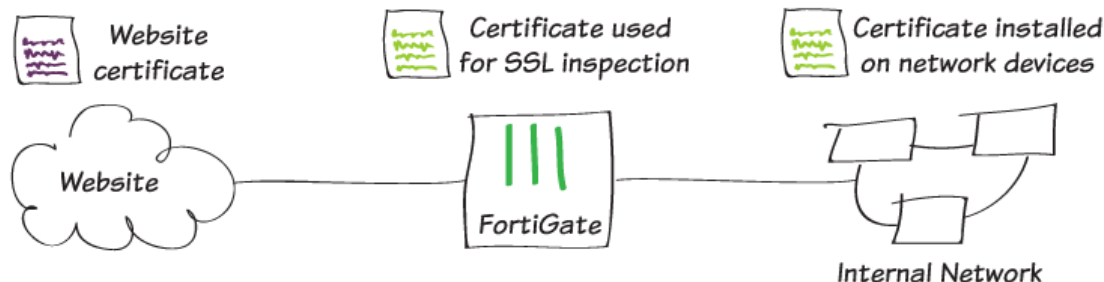 Website
certificate
Certificate used
for SSL inspection
Certificate installed
on network devices
Website
FortiGate
Internal Network